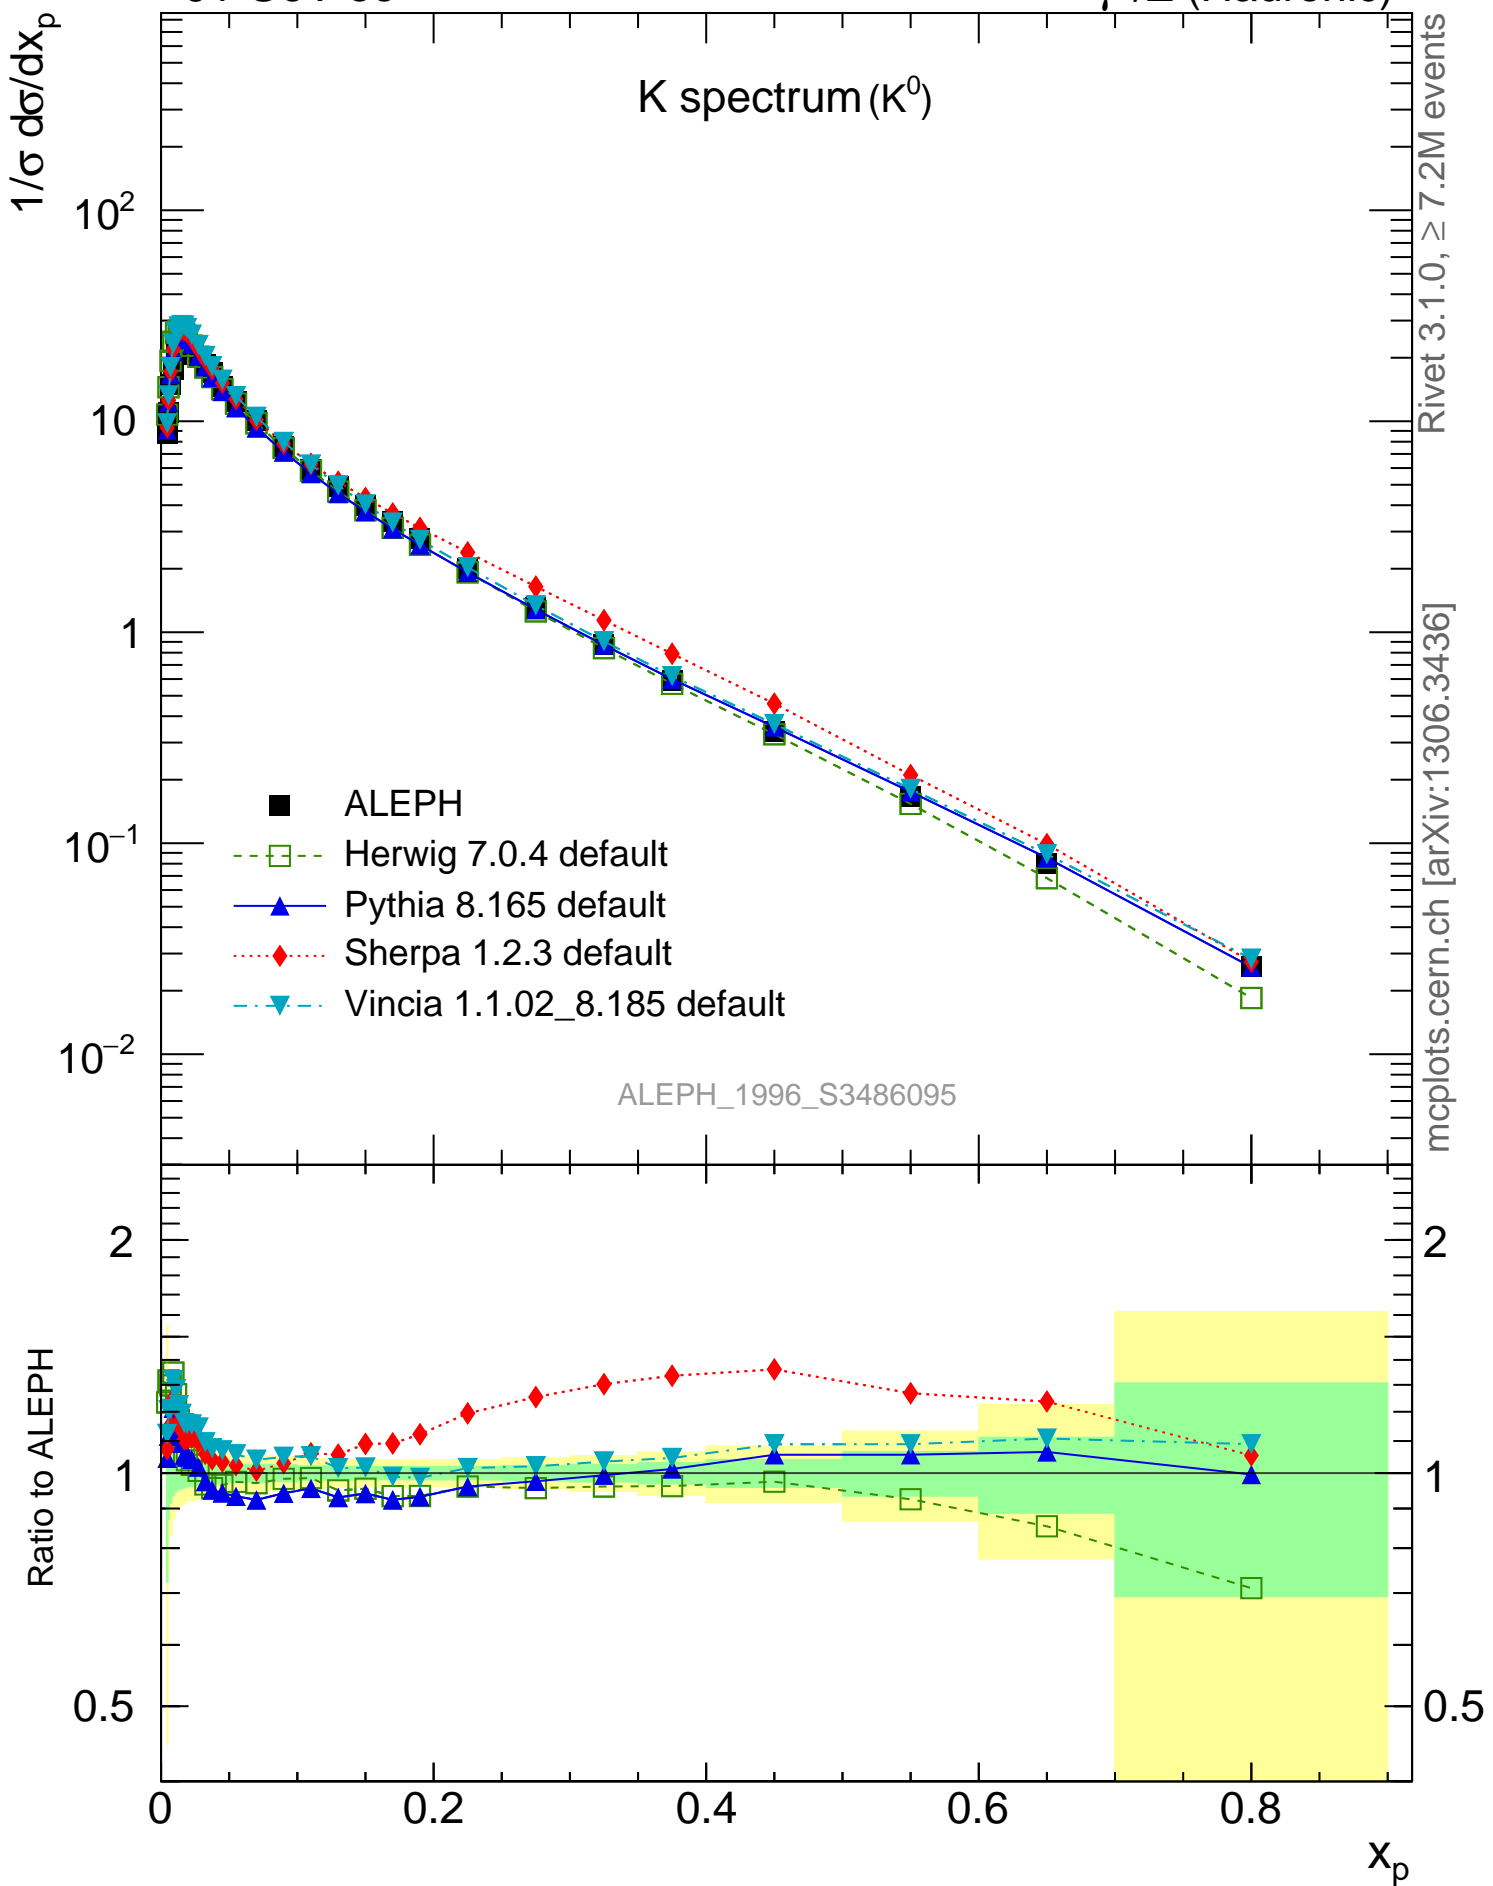 1/σ dσ/dx_p
K spectrum (K⁰)
10²
10
1
10⁻¹
10⁻²
ALEPH
Herwig 7.0.4 default
Pythia 8.165 default
Sherpa 1.2.3 default
Vincia 1.1.02_8.185 default
ALEPH_1996_S3486095
Rivet 3.1.0, ≥ 7.2M events
mcplots.cern.ch [arXiv:1306.3436]
Ratio to ALEPH
2
1
0.5
2
1
0.5
0 0.2 0.4 0.6 0.8
x_p